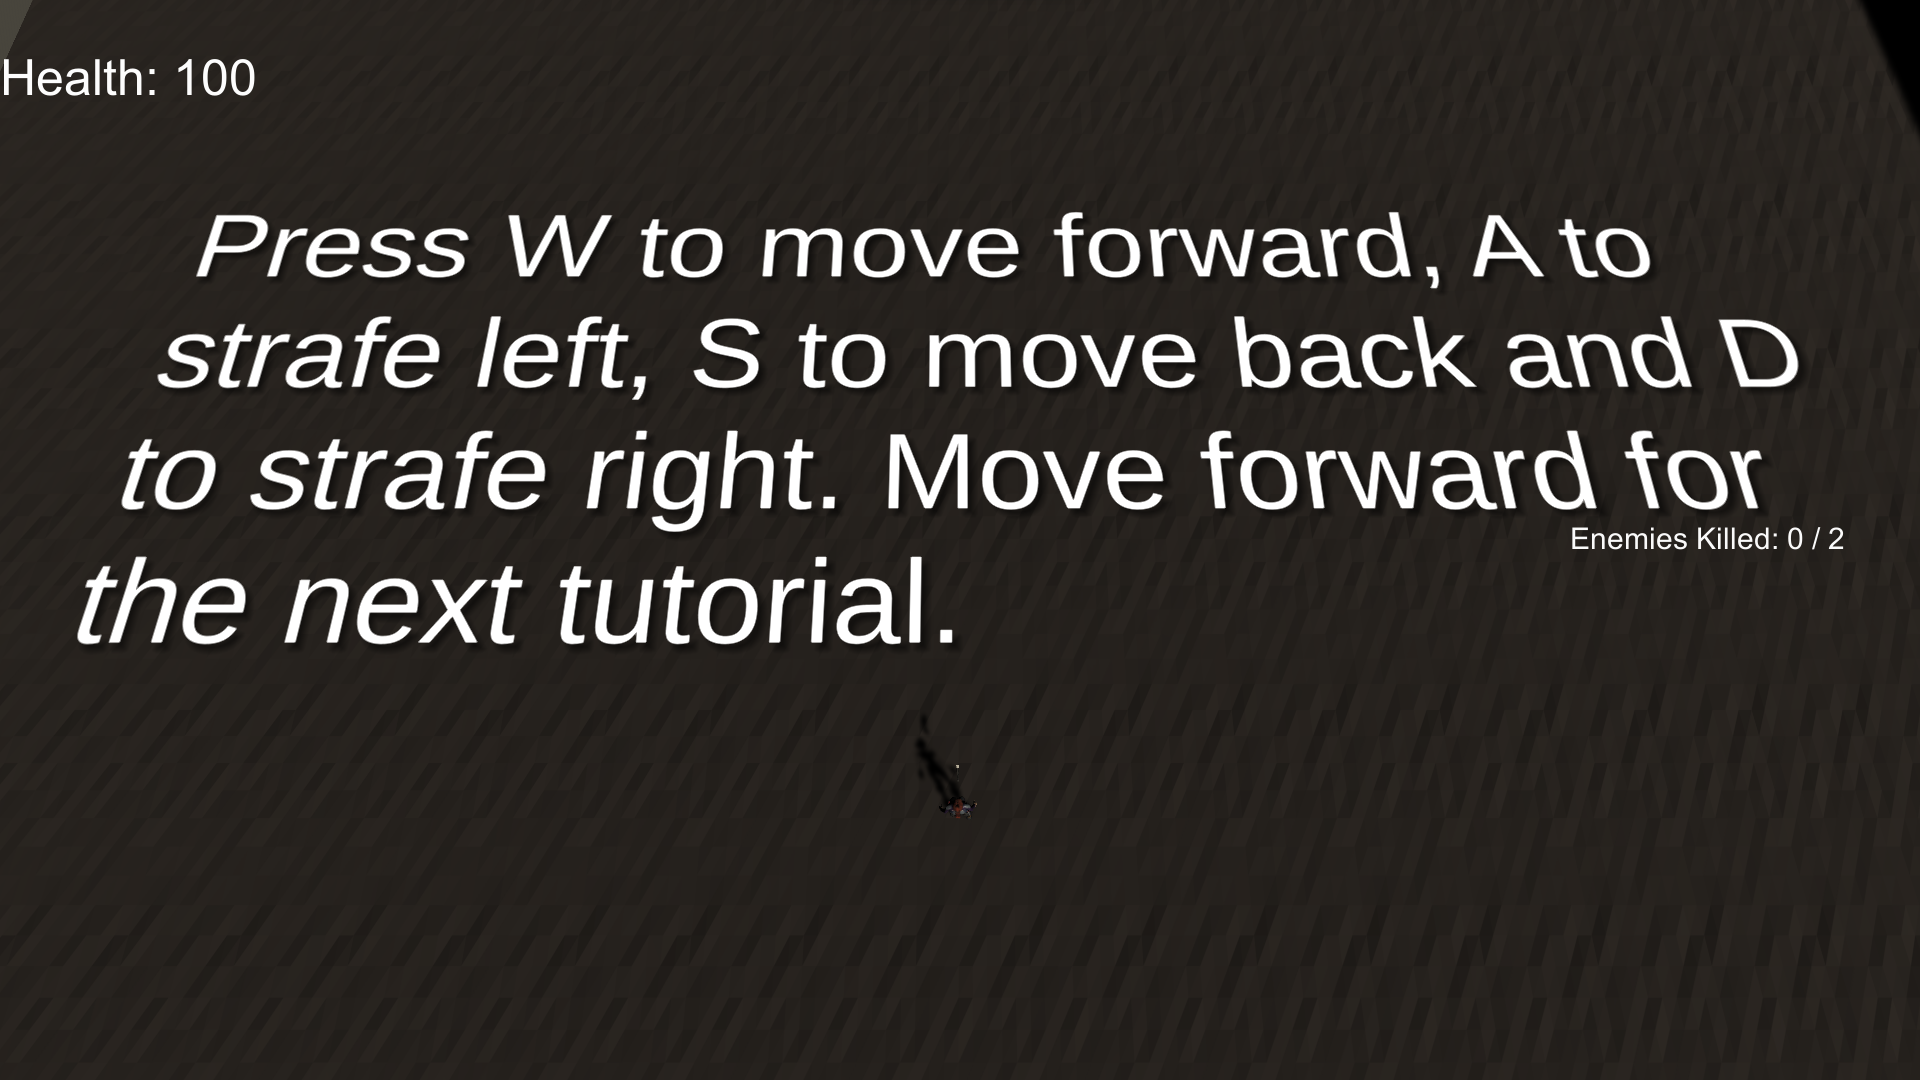 Health: 100
Press W to move forward, A to
strafe left, S to move back and D
to strafe right. Move forward for
Enemies Killed: 0 / 2
the next tutorial.